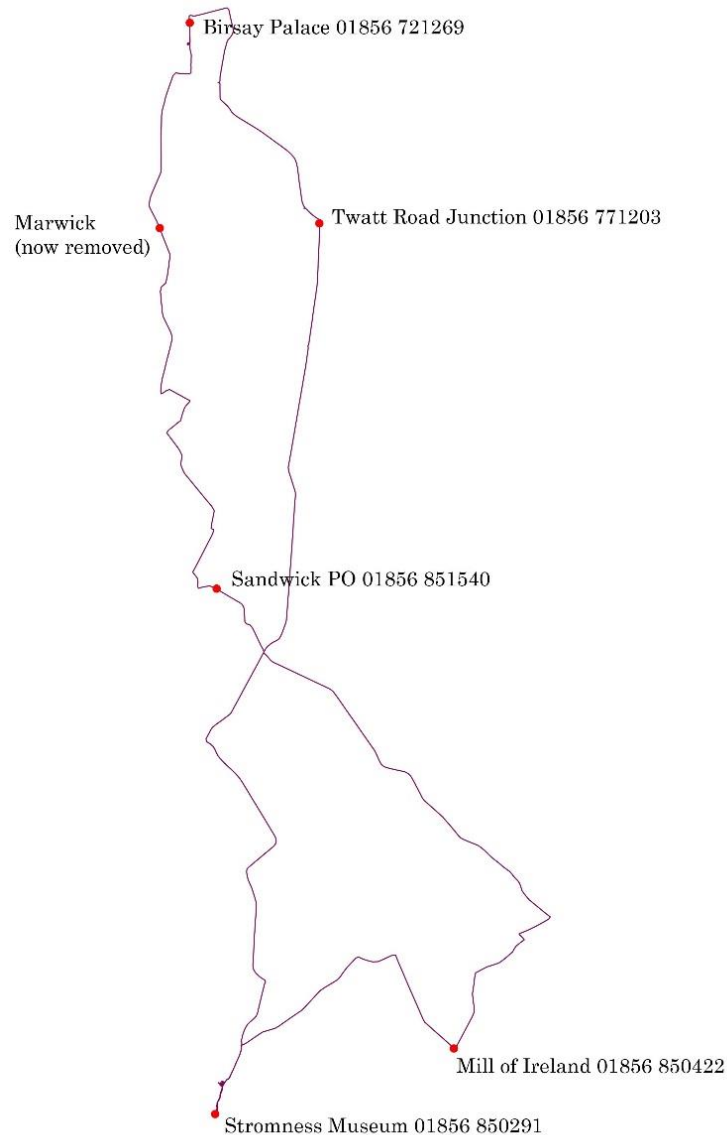 Birsay Palace 01856 721269
Twatt Road Junction 01856 771203
Marwick
(now removed)
Sandwick PO 01856 851540
Mill of Ireland 01856 850422
Stromness Museum 01856 850291